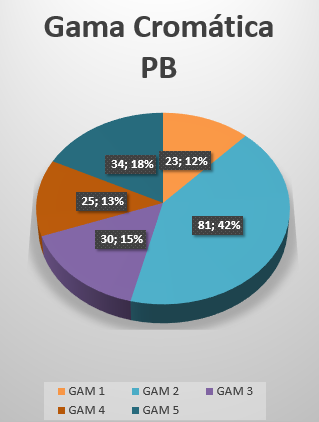 Gama Cromática
PB
34; 18%
23; 12%
25; 13%
81; 42%
30; 15%
GAM 1 GAM 2 GAM 3
GAM 4 GAM 5